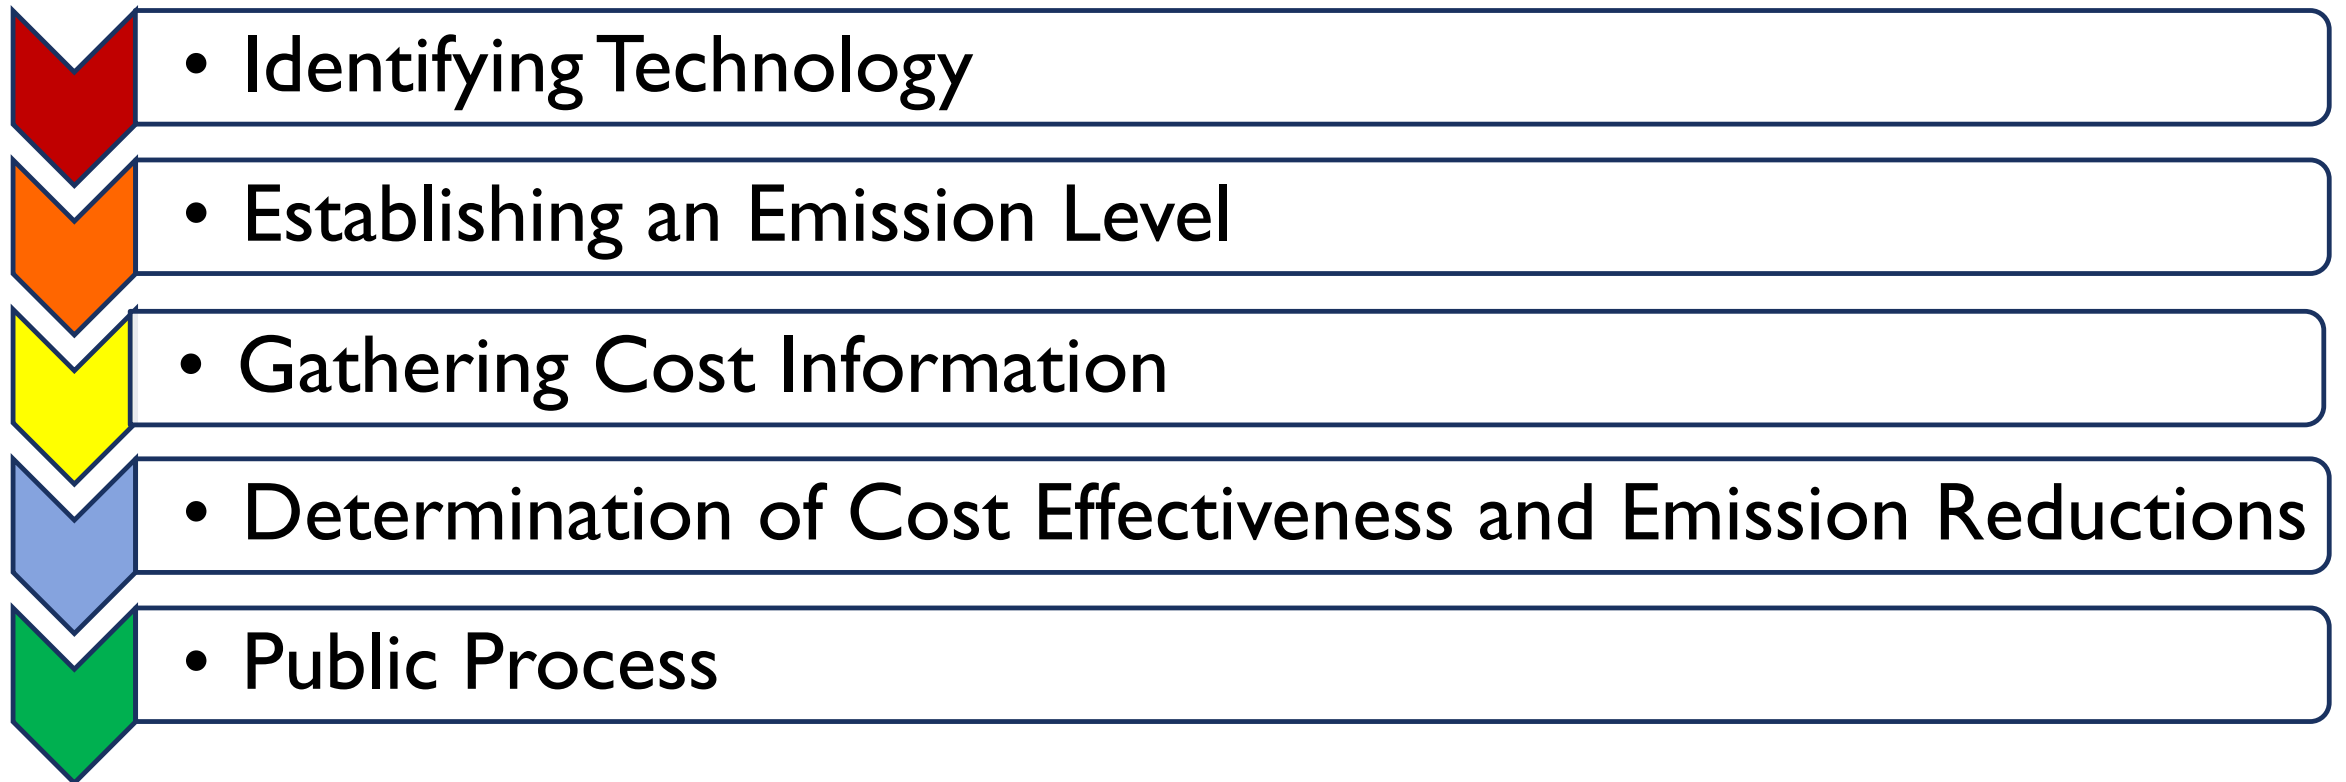 • Identifying Technology
• Establishing an Emission Level
• Gathering Cost Information
• Determination of Cost Effectiveness and Emission Reductions
• Public Process